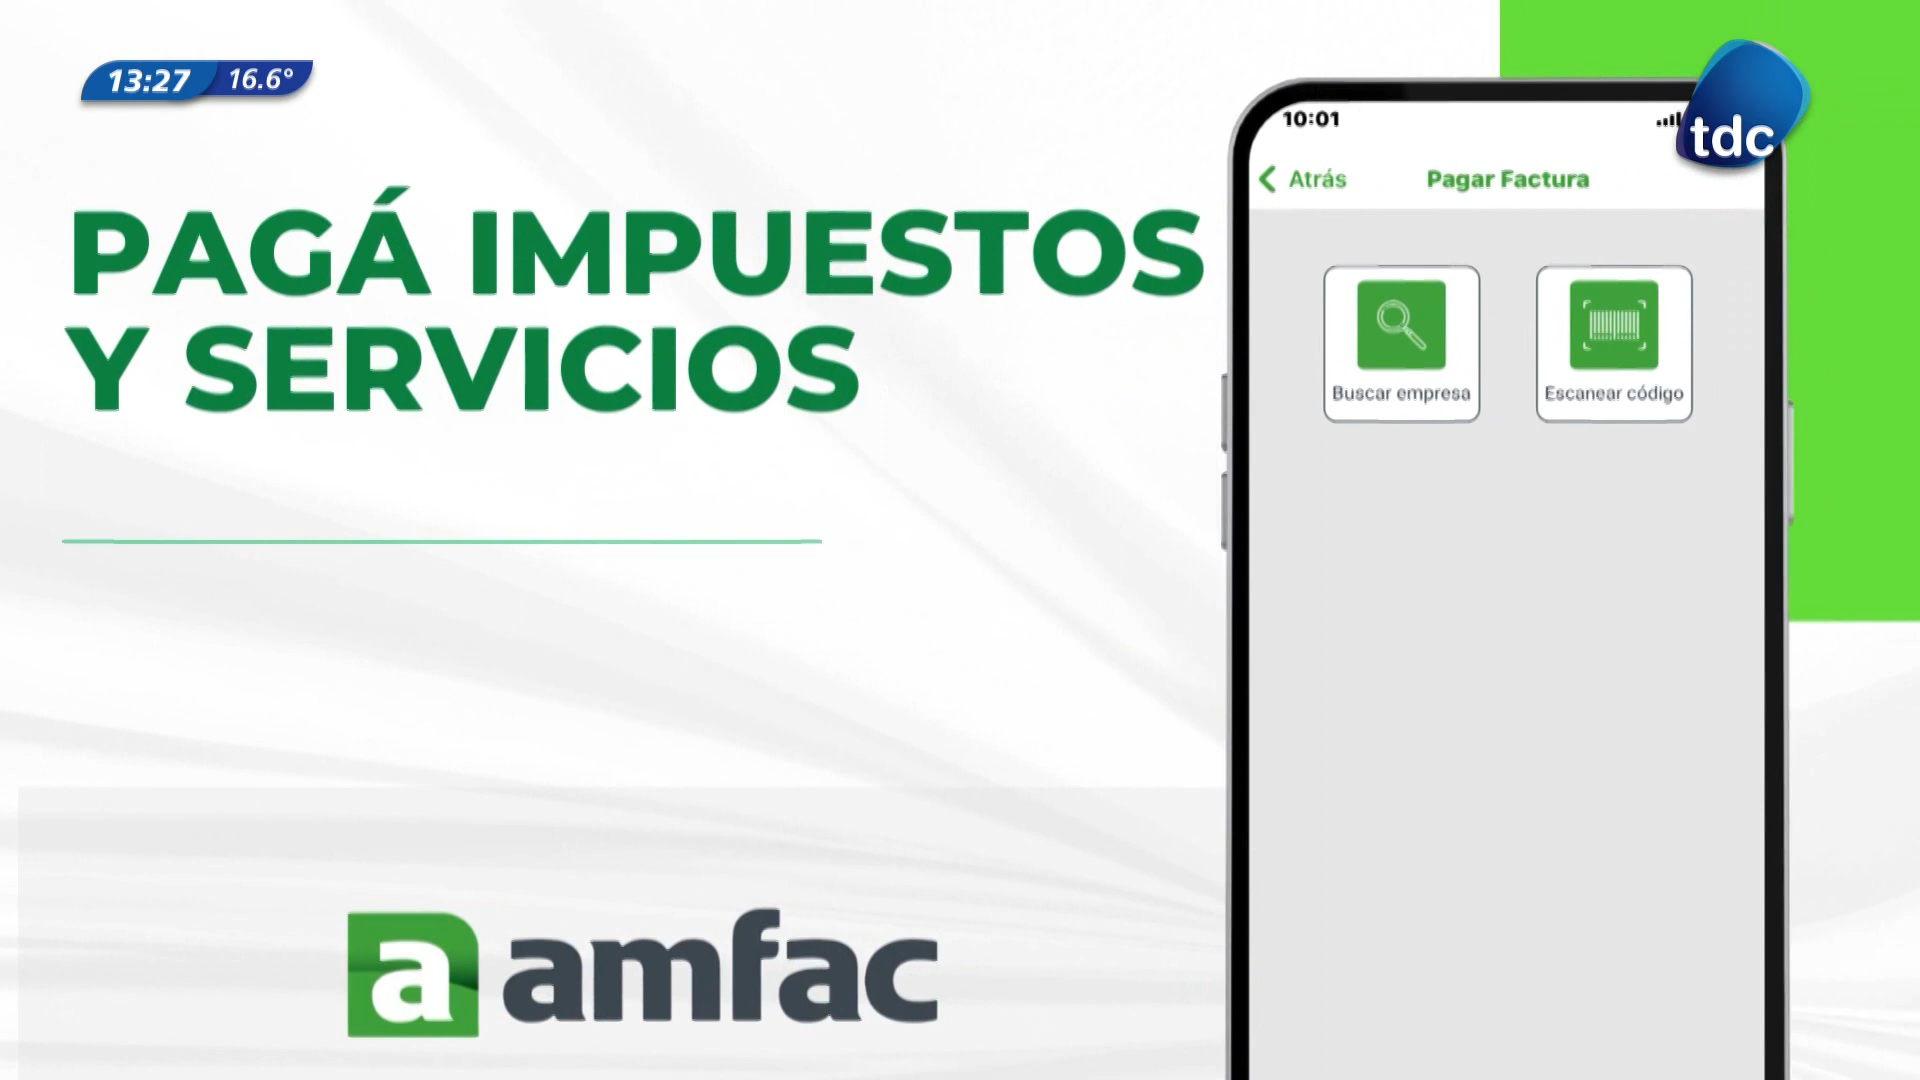 13:27 16.6°
tdc
PAGÁ IMPUESTOS
Y SERVICIOS
10:01
Atrás Pagar Factura
Buscar empresa Escanear código
a amfac